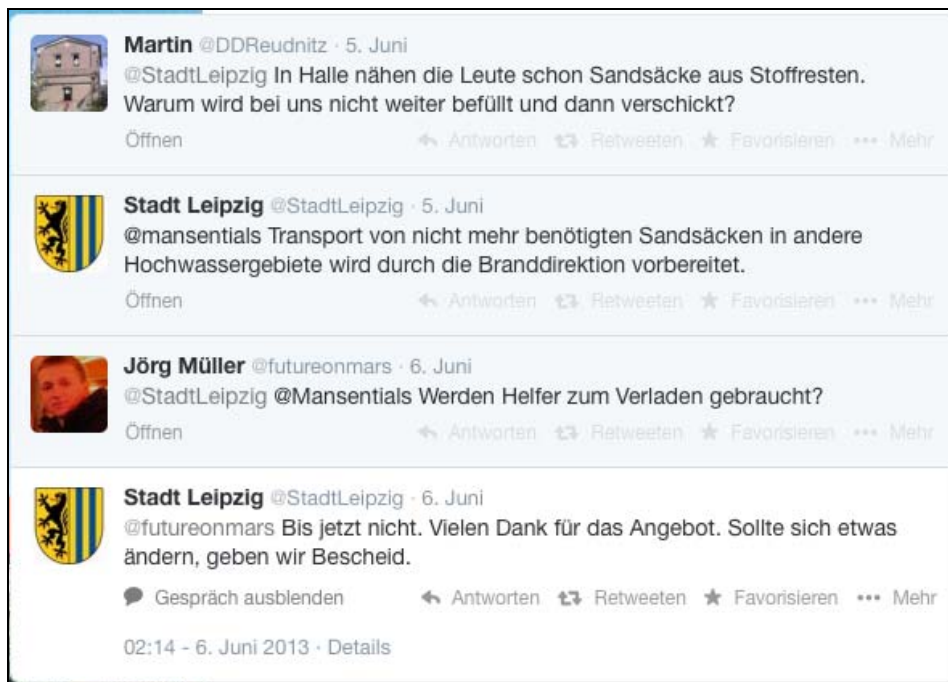 Martin @DDReudnitz · 5. Juni
@StadtLeipzig In Halle nähen die Leute schon Sandsäcke aus Stoffresten.
Warum wird bei uns nicht weiter befüllt und dann verschickt?
Öffnen Antworten Retweeten Favorisieren Mehr
Stadt Leipzig @StadtLeipzig · 5. Juni
@mansentials Transport von nicht mehr benötigten Sandsäcken in andere
Hochwassergebiete wird durch die Branddirektion vorbereitet.
Öffnen Antworten Retweeten Favorisieren Mehr
Jörg Müller @futureonmars · 6. Juni
@StadtLeipzig @Mansentials Werden Helfer zum Verladen gebraucht?
Öffnen Antworten Retweeten Favorisieren Mehr
Stadt Leipzig @StadtLeipzig · 6. Juni
@futureonmars Bis jetzt nicht. Vielen Dank für das Angebot. Sollte sich etwas
ändern, geben wir Bescheid.
Gespräch ausblenden Antworten Retweeten Favorisieren Mehr
02:14 - 6. Juni 2013 · Details